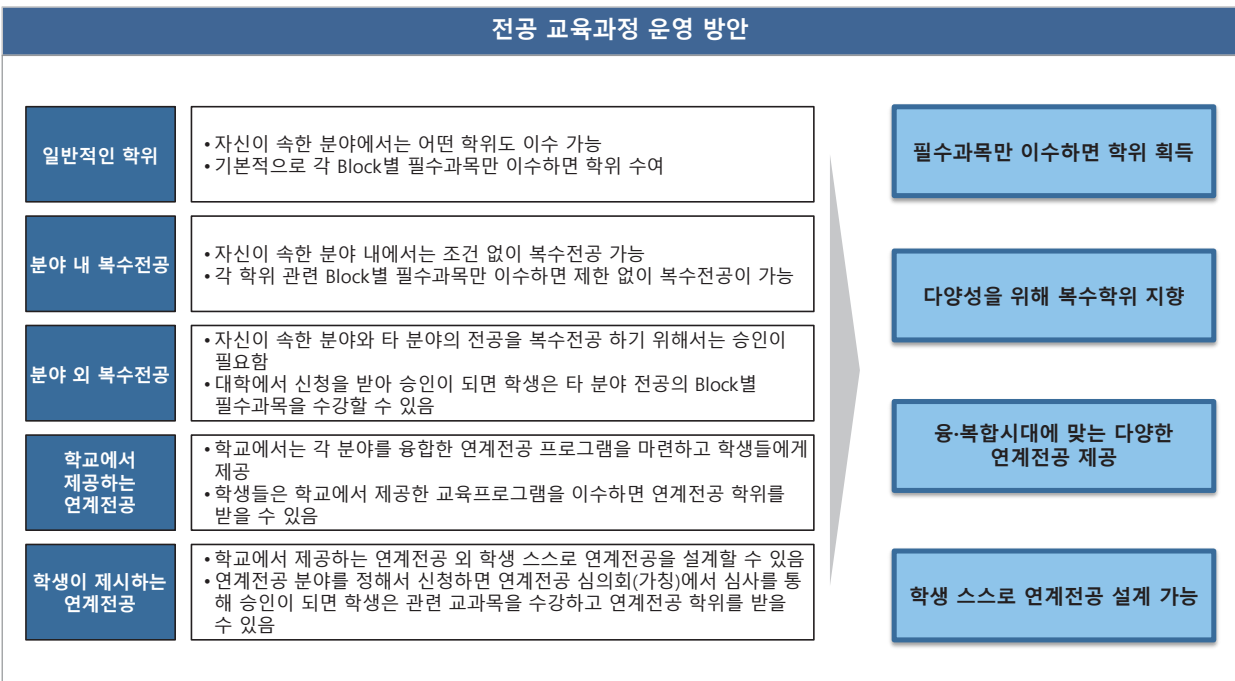 전공 교육과정 운영 방안
일반적인 학위
• 자신이 속한 분야에서는 어떤 학위도 이수 가능
• 기본적으로 각 Block별 필수과목만 이수하면 학위 수여
분야 내 복수전공
• 자신이 속한 분야 내에서는 조건 없이 복수전공 가능
• 각 학위 관련 Block별 필수과목만 이수하면 제한 없이 복수전공이 가능
분야 외 복수전공
• 자신이 속한 분야와 타 분야의 전공을 복수전공 하기 위해서는 승인이
필요함
• 대학에서 신청을 받아 승인이 되면 학생은 타 분야 전공의 Block별
필수과목을 수강할 수 있음
학교에서
제공하는
연계전공
• 학교에서는 각 분야를 융합한 연계전공 프로그램을 마련하고 학생들에게
제공
• 학생들은 학교에서 제공한 교육프로그램을 이수하면 연계전공 학위를
받을 수 있음
학생이 제시하는
연계전공
• 학교에서 제공하는 연계전공 외 학생 스스로 연계전공을 설계할 수 있음
• 연계전공 분야를 정해서 신청하면 연계전공 심의회(가칭)에서 심사를 통
해 승인이 되면 학생은 관련 교과목을 수강하고 연계전공 학위를 받을
수 있음
필수과목만 이수하면 학위 획득
다양성을 위해 복수학위 지향
융·복합시대에 맞는 다양한
연계전공 제공
학생 스스로 연계전공 설계 가능